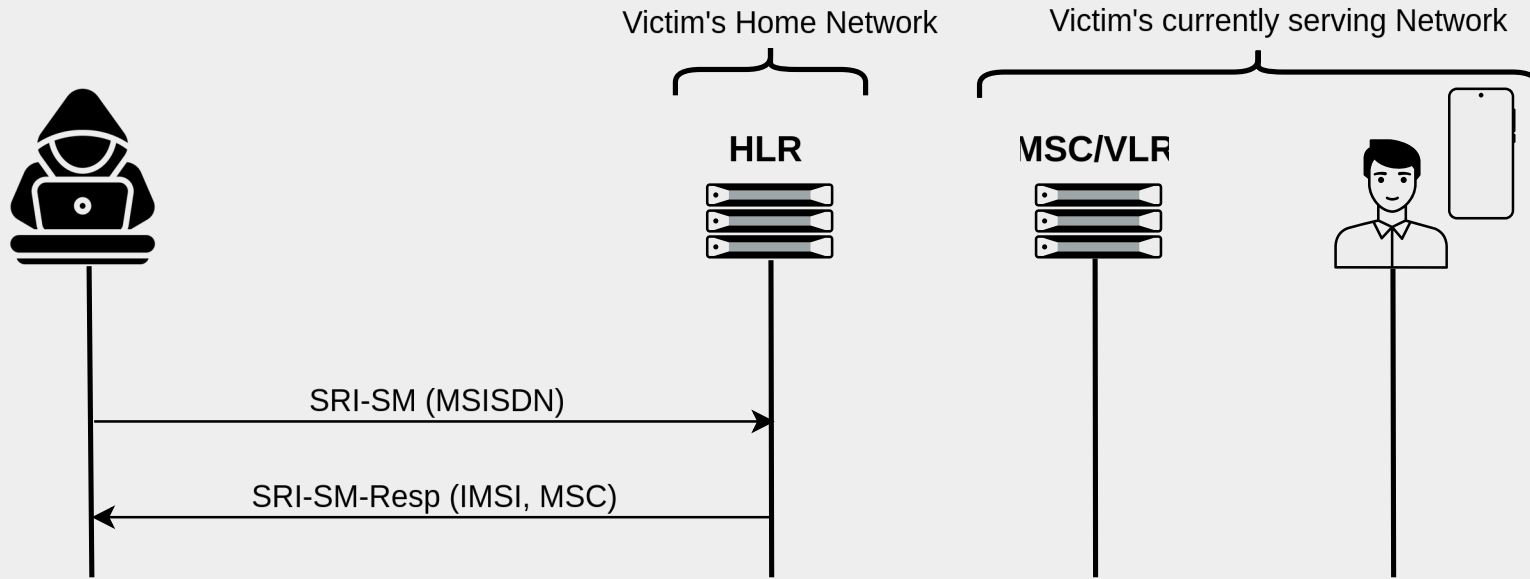 Victim's Home Network
Victim's currently serving Network
HLR
MSC/VLR
SRI-SM (MSISDN)
SRI-SM-Resp (IMSI, MSC)